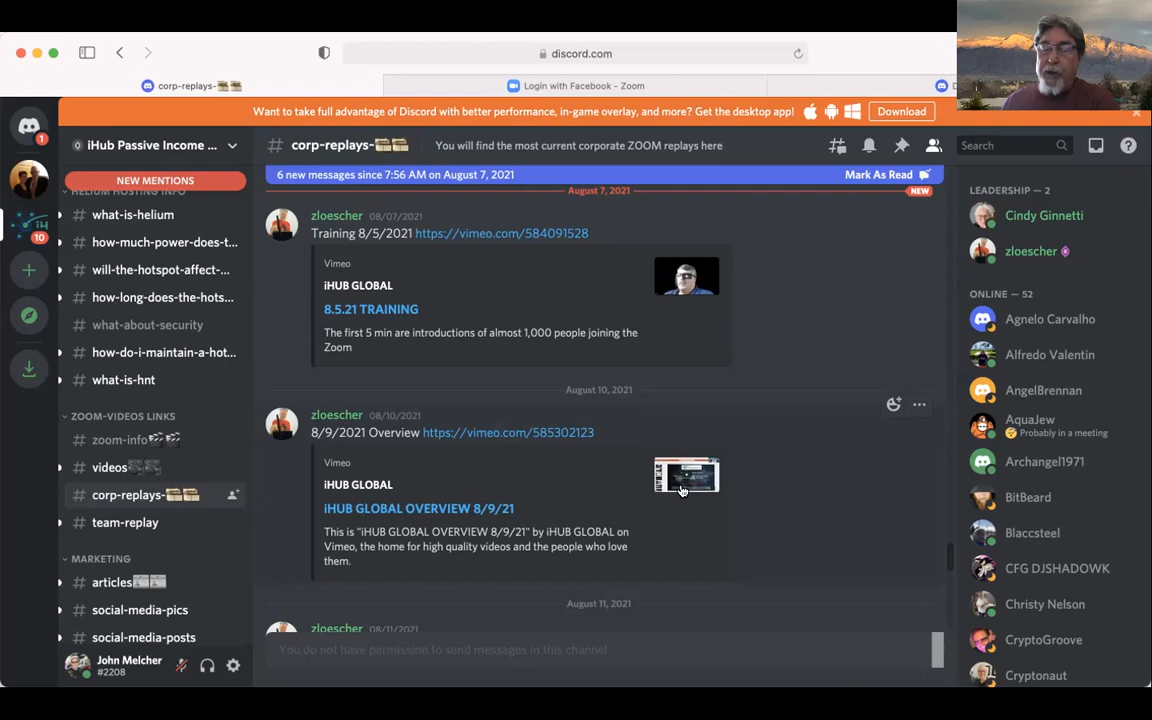 discord.com
corp-replays-
Login with Facebook - Zoom
Want to take full advantage of Discord with better performance, in-game overlay, and more? Get the desktop app!
Download
1
iHub Passive Income ...
# corp-replays-
You will find the most current corporate ZOOM replays here
Search
NEW MENTIONS
HELIUM HOSTING INFO
# what-is-helium
# how-much-power-does-t...
# will-the-hotspot-affect-...
# how-long-does-the-hots...
# what-about-security
# how-do-i-maintain-a-hot...
# what-is-hnt
ZOOM-VIDEOS LINKS
# zoom-info
# videos
# corp-replays-
# team-replay
MARKETING
# articles
# social-media-pics
# social-media-posts
John Melcher
#2208
10
6 new messages since 7:56 AM on August 7, 2021
Mark As Read
August 7, 2021
NEW
zloescher 08/07/2021
Training 8/5/2021 https://vimeo.com/584091528
Vimeo
iHUB GLOBAL
8.5.21 TRAINING
The first 5 min are introductions of almost 1,000 people joining the
Zoom
August 10, 2021
zloescher 08/10/2021
8/9/2021 Overview https://vimeo.com/585302123
Vimeo
iHUB GLOBAL
iHUB GLOBAL OVERVIEW 8/9/21
This is "iHUB GLOBAL OVERVIEW 8/9/21" by iHUB GLOBAL on
Vimeo, the home for high quality videos and the people who love
them.
August 11, 2021
zloescher 08/11/2021
You do not have permission to send messages in this channel.
LEADERSHIP — 2
Cindy Ginnetti
zloescher
ONLINE — 52
Agnelo Carvalho
Alfredo Valentin
AngelBrennan
AquaJew
Probably in a meeting
Archangel1971
BitBeard
Blaccsteel
CFG DJSHADOWK
Christy Nelson
CryptoGroove
Cryptonaut